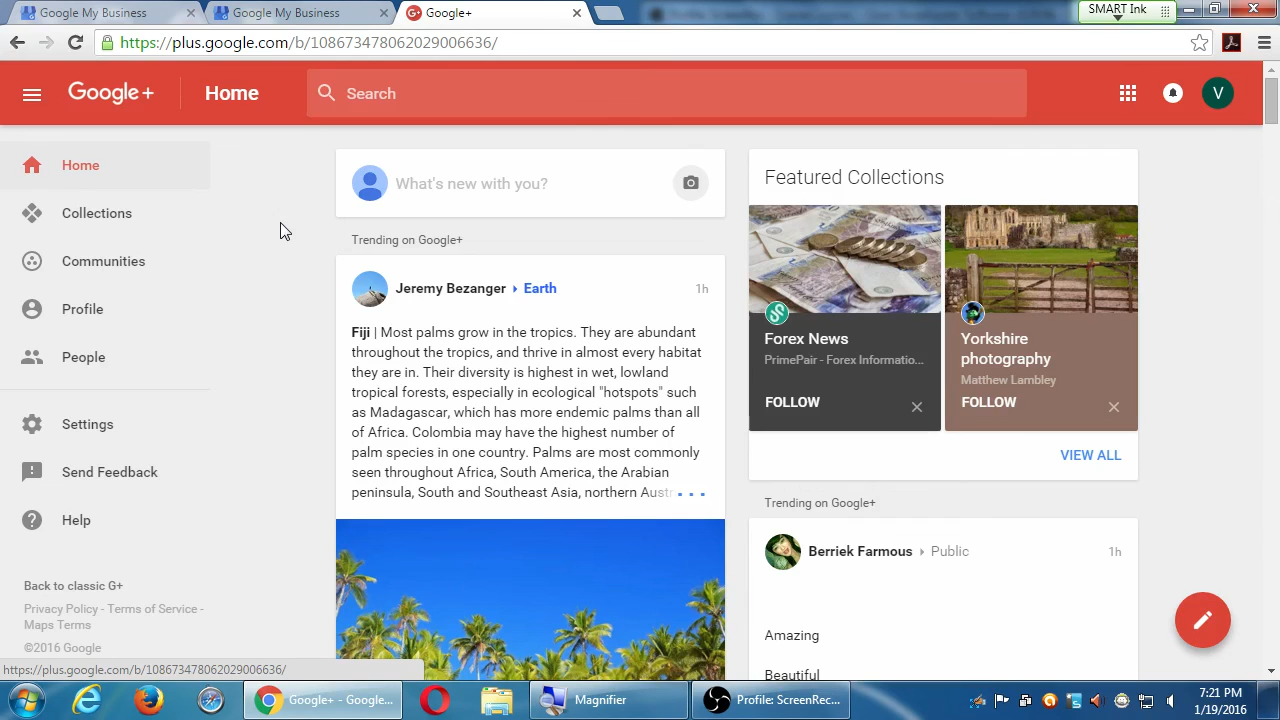 Google My Business
Google My Business
Google+
SMART Ink
https://plus.google.com/b/108673478062029006636/
Google+
Home
Search
V
Home
Collections
Communities
Profile
People
Settings
Send Feedback
Help
Back to classic G+
Privacy Policy - Terms of Service -
Maps Terms
©2016 Google
What's new with you?
Trending on Google+
Jeremy Bezanger
Earth
1h
Fiji | Most palms grow in the tropics. They are abundant
throughout the tropics, and thrive in almost every habitat
they are in. Their diversity is highest in wet, lowland
tropical forests, especially in ecological "hotspots" such
as Madagascar, which has more endemic palms than all
of Africa. Colombia may have the highest number of
palm species in one country. Palms are most commonly
seen throughout Africa, South America, the Arabian
peninsula, South and Southeast Asia, northern Austr...
Featured Collections
Forex News
PrimePair - Forex Informatio...
FOLLOW
Yorkshire
photography
Matthew Lambley
FOLLOW
VIEW ALL
Trending on Google+
Berriek Farmous
Public
1h
Amazing
Beautiful
https://plus.google.com/b/108673478062029006636/
Google+ - Google...
Magnifier
Profile: ScreenRec...
7:21 PM
1/19/2016